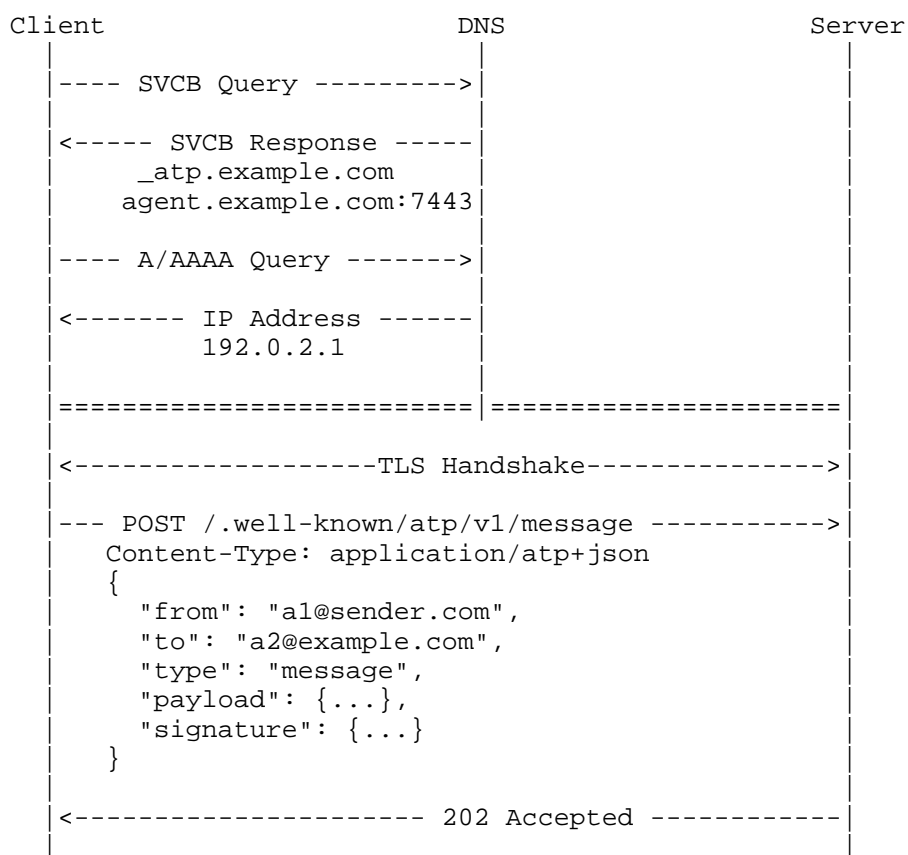 Client DNS Server
|---- SVCB Query --------->|
|<----- SVCB Response -----|
_atp.example.com
agent.example.com:7443|
|---- A/AAAA Query ------->|
|<------- IP Address ------|
192.0.2.1
|==========================|======================|
|<-------------------TLS Handshake--------------->|
|--- POST /.well-known/atp/v1/message ----------->|
Content-Type: application/atp+json
{
"from": "a1@sender.com",
"to": "a2@example.com",
"type": "message",
"payload": {...},
"signature": {...}
}
|<---------------------- 202 Accepted ------------|